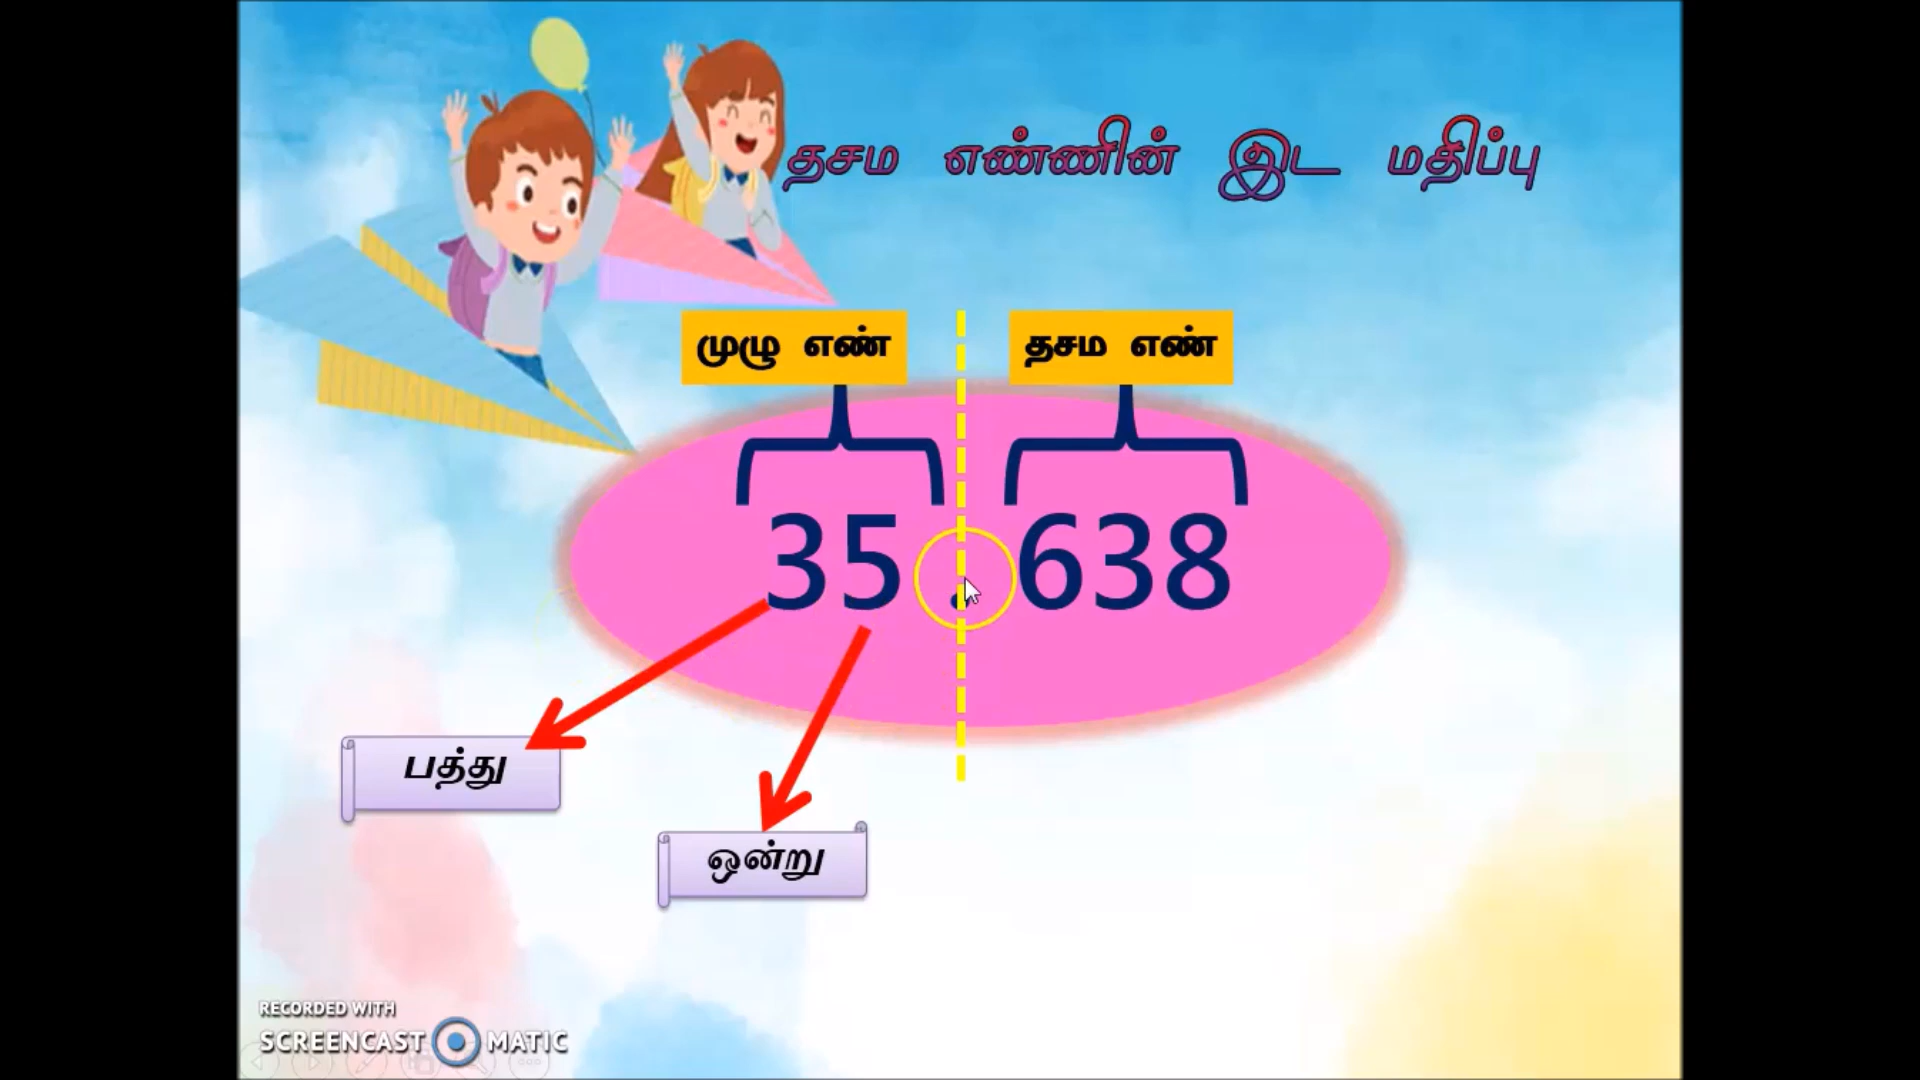 தசம எண்ணின் இட மதிப்பு
முழு எண்
தசம எண்
35.638
பத்து
ஒன்று
RECORDED WITH
SCREENCAST MATIC